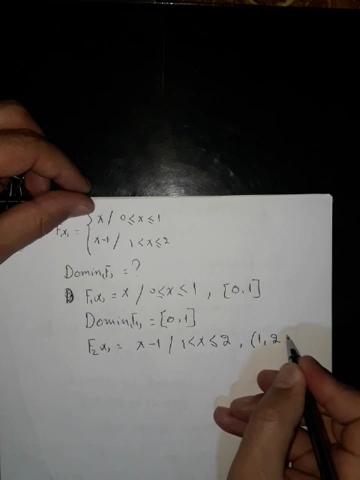 F(x) = { x / 0≤x≤1
x-1 / 1<x≤2
Domin(F) = ?
D F₁(x) = x / 0≤x≤1 , [0,1]
Domin(F₁) = [0,1]
F₂(x) = x-1 / 1<x≤2 , (1,2